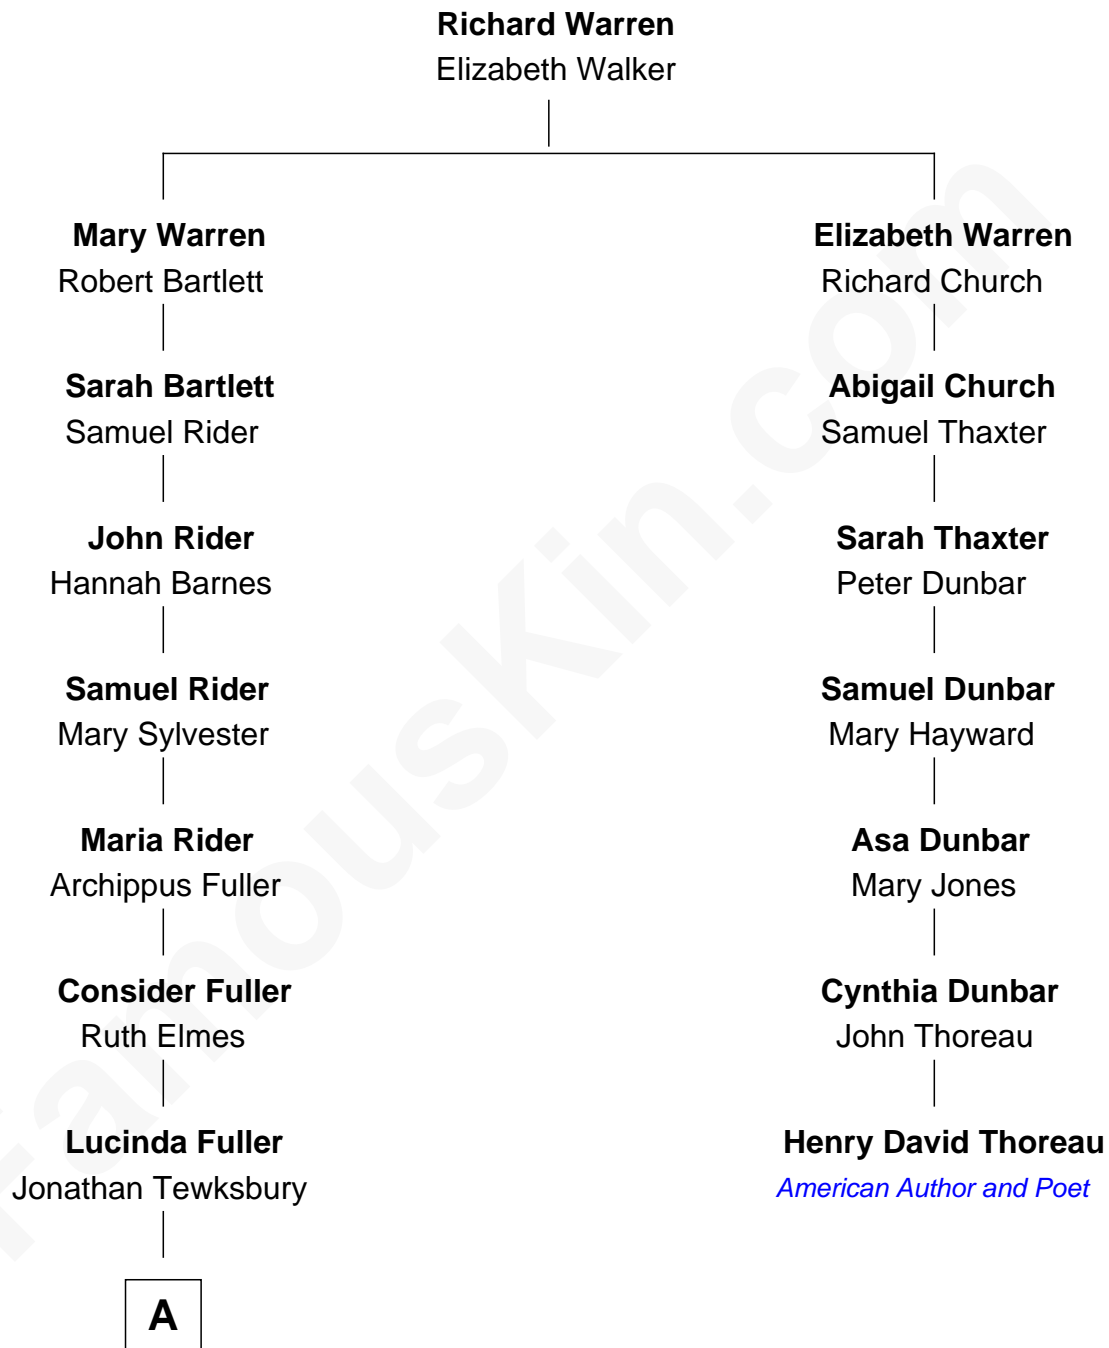 Richard Warren
Elizabeth Walker
Mary Warren
Robert Bartlett
Elizabeth Warren
Richard Church
Sarah Bartlett
Samuel Rider
Abigail Church
Samuel Thaxter
John Rider
Hannah Barnes
Sarah Thaxter
Peter Dunbar
Samuel Rider
Mary Sylvester
Samuel Dunbar
Mary Hayward
Maria Rider
Archippus Fuller
Asa Dunbar
Mary Jones
Consider Fuller
Ruth Elmes
Cynthia Dunbar
John Thoreau
Lucinda Fuller
Jonathan Tewksbury
Henry David Thoreau
American Author and Poet
A
FamousKin.com